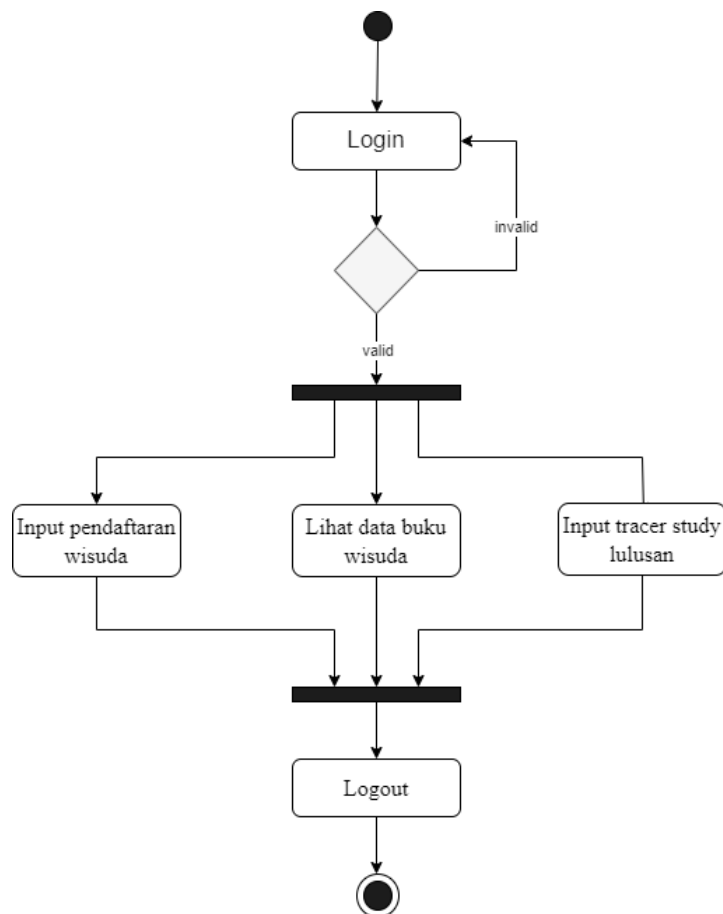 Login
invalid
valid
Input pendaftaran
wisuda
Lihat data buku
wisuda
Input tracer study
lulusan
Logout